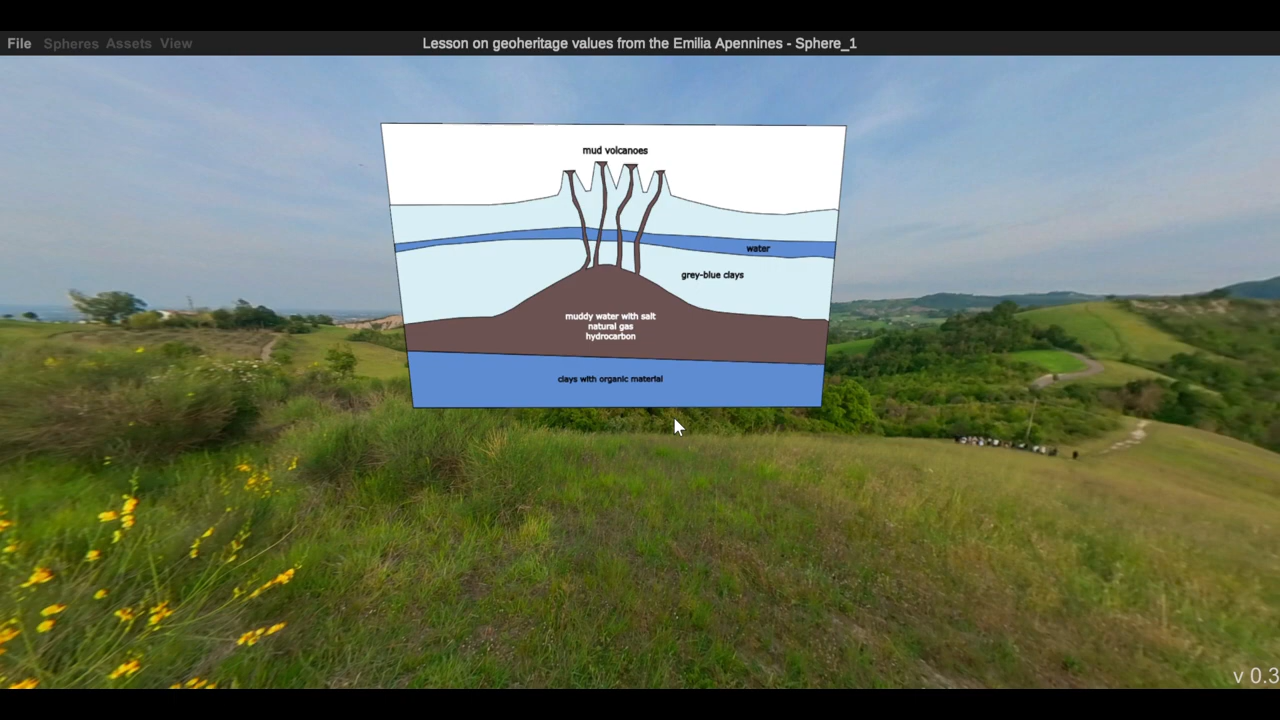 File Spheres Assets View
Lesson on geoheritage values from the Emilia Apennines - Sphere_1
mud volcanoes
water
grey-blue clays
muddy water with salt
natural gas
hydrocarbon
clays with organic material
v 0.3